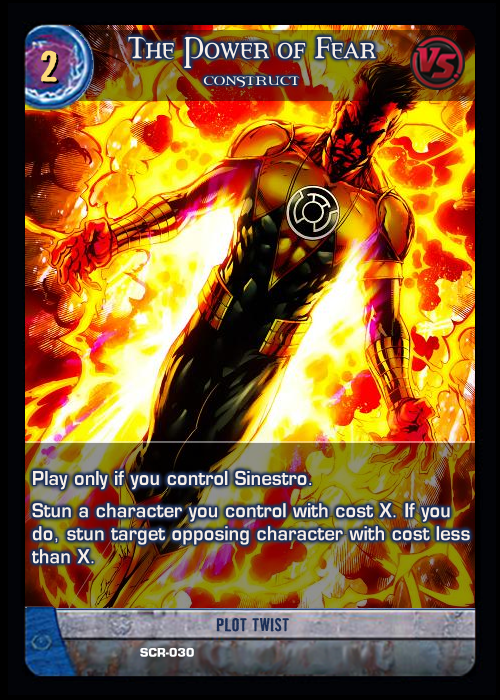 2
The Power of Fear
VS
CONSTRUCT
Play only if you control Sinestro.
Stun a character you control with cost X. If you
do, stun target opposing character with cost less
than X.
PLOT TWIST
SCR-030